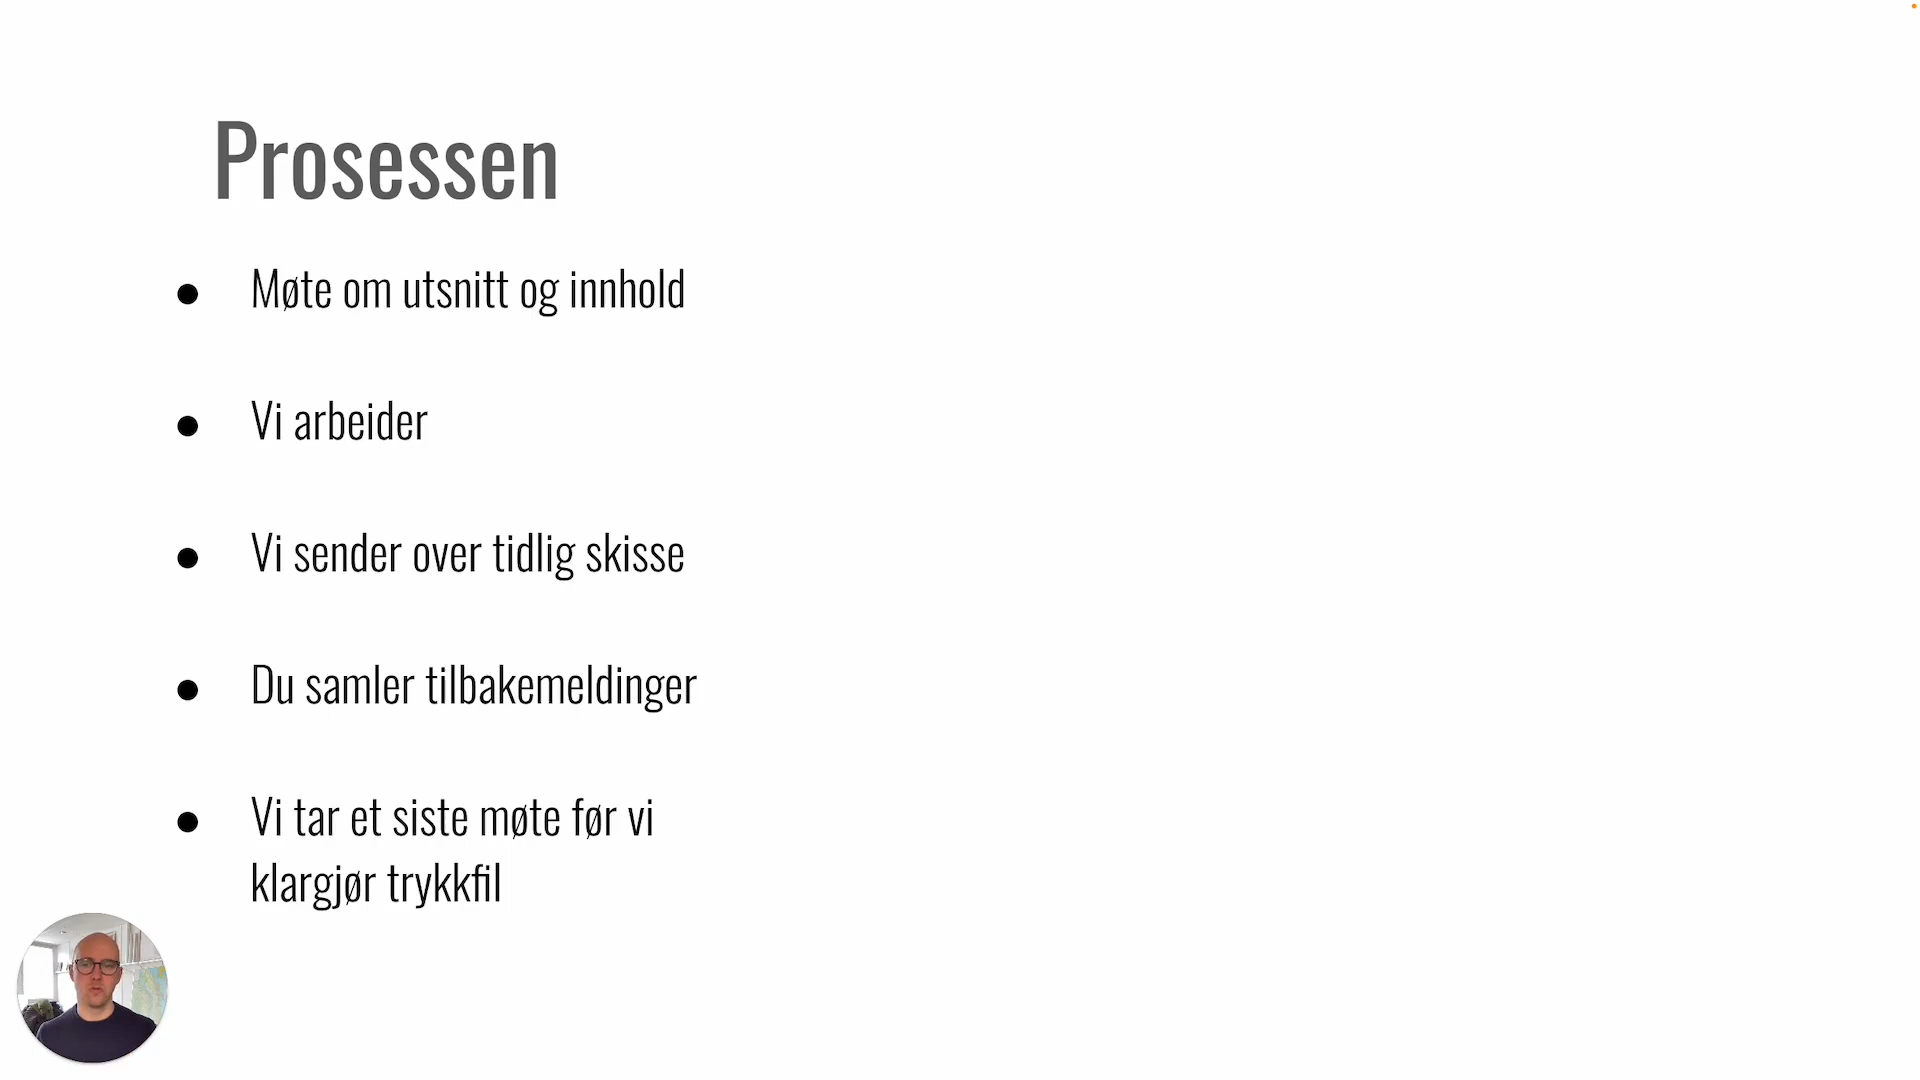 Prosessen
● Møte om utsnitt og innhold
● Vi arbeider
● Vi sender over tidlig skisse
● Du samler tilbakemeldinger
● Vi tar et siste møte før vi
klargjør trykkfil